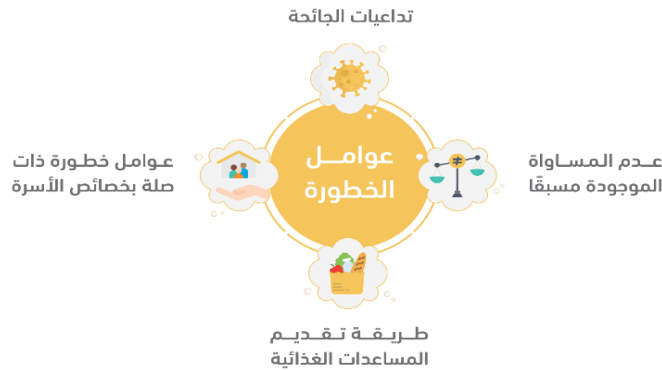 تداعيات الجائحة
عوامل
الخطورة
عدم المساواة
الموجودة مسبقًا
عوامل خطورة ذات
صلة بخصائص الأسرة
طريقة تقديم
المساعدات الغذائية